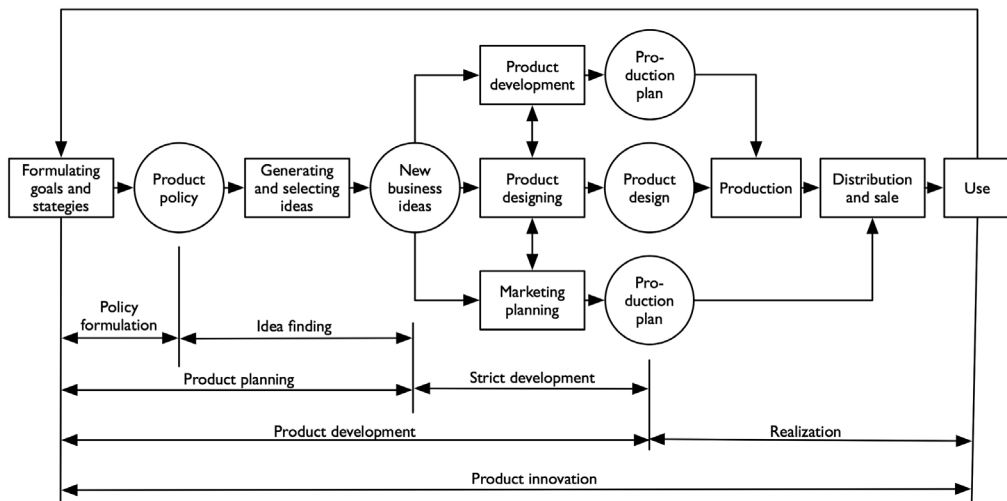 Product
development
Pro-
duction
plan
Formulating
goals and
stategies
Product
policy
Generating
and selecting
ideas
New
business
ideas
Product
designing
Product
design
Production
Distribution
and sale
Use
Marketing
planning
Pro-
duction
plan
Policy
formulation
Idea finding
Product planning
Strict development
Product development
Realization
Product innovation